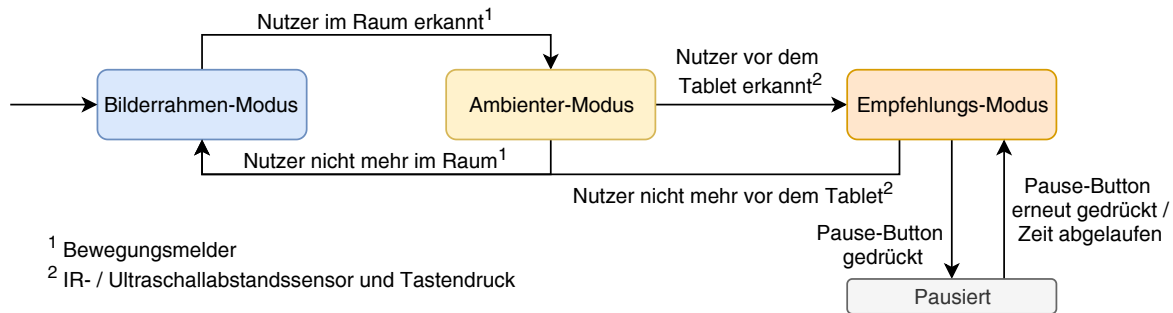 Nutzer im Raum erkannt1
Nutzer vor dem
Tablet erkannt2
Bilderrahmen-Modus
Ambienter-Modus
Empfehlungs-Modus
Nutzer nicht mehr im Raum1
Nutzer nicht mehr vor dem Tablet2
Pause-Button
erneut gedrückt /
Zeit abgelaufen
Pause-Button
gedrückt
1 Bewegungsmelder
2 IR- / Ultraschallabstandssensor und Tastendruck
Pausiert